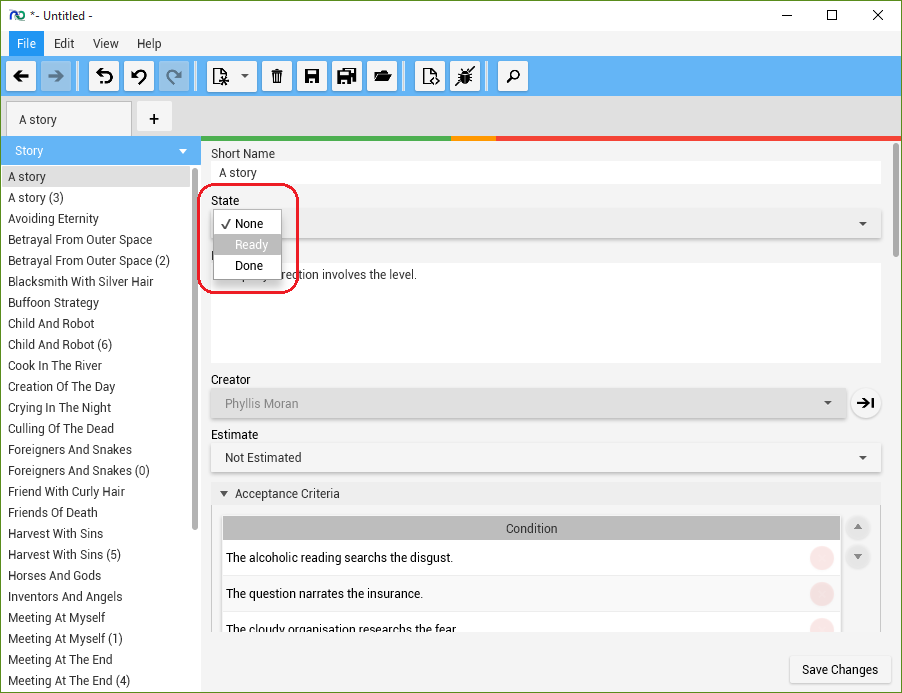 *- Untitled -
File Edit View Help
A story +
Story
A story
A story (3)
Avoiding Eternity
Betrayal From Outer Space
Betrayal From Outer Space (2)
Blacksmith With Silver Hair
Buffoon Strategy
Child And Robot
Child And Robot (6)
Cook In The River
Creation Of The Day
Crying In The Night
Culling Of The Dead
Foreigners And Snakes
Foreigners And Snakes (0)
Friend With Curly Hair
Friends Of Death
Harvest With Sins
Harvest With Sins (5)
Horses And Gods
Inventors And Angels
Meeting At Myself
Meeting At Myself (1)
Meeting At The End
Meeting At The End (4)
Short Name
A story
State
✓ None
Ready
Done
involves the level.
Creator
Phyllis Moran
Estimate
Not Estimated
Acceptance Criteria
Condition
The alcoholic reading searchs the disgust.
The question narrates the insurance.
The cloudy organisation researchs the fear
Save Changes